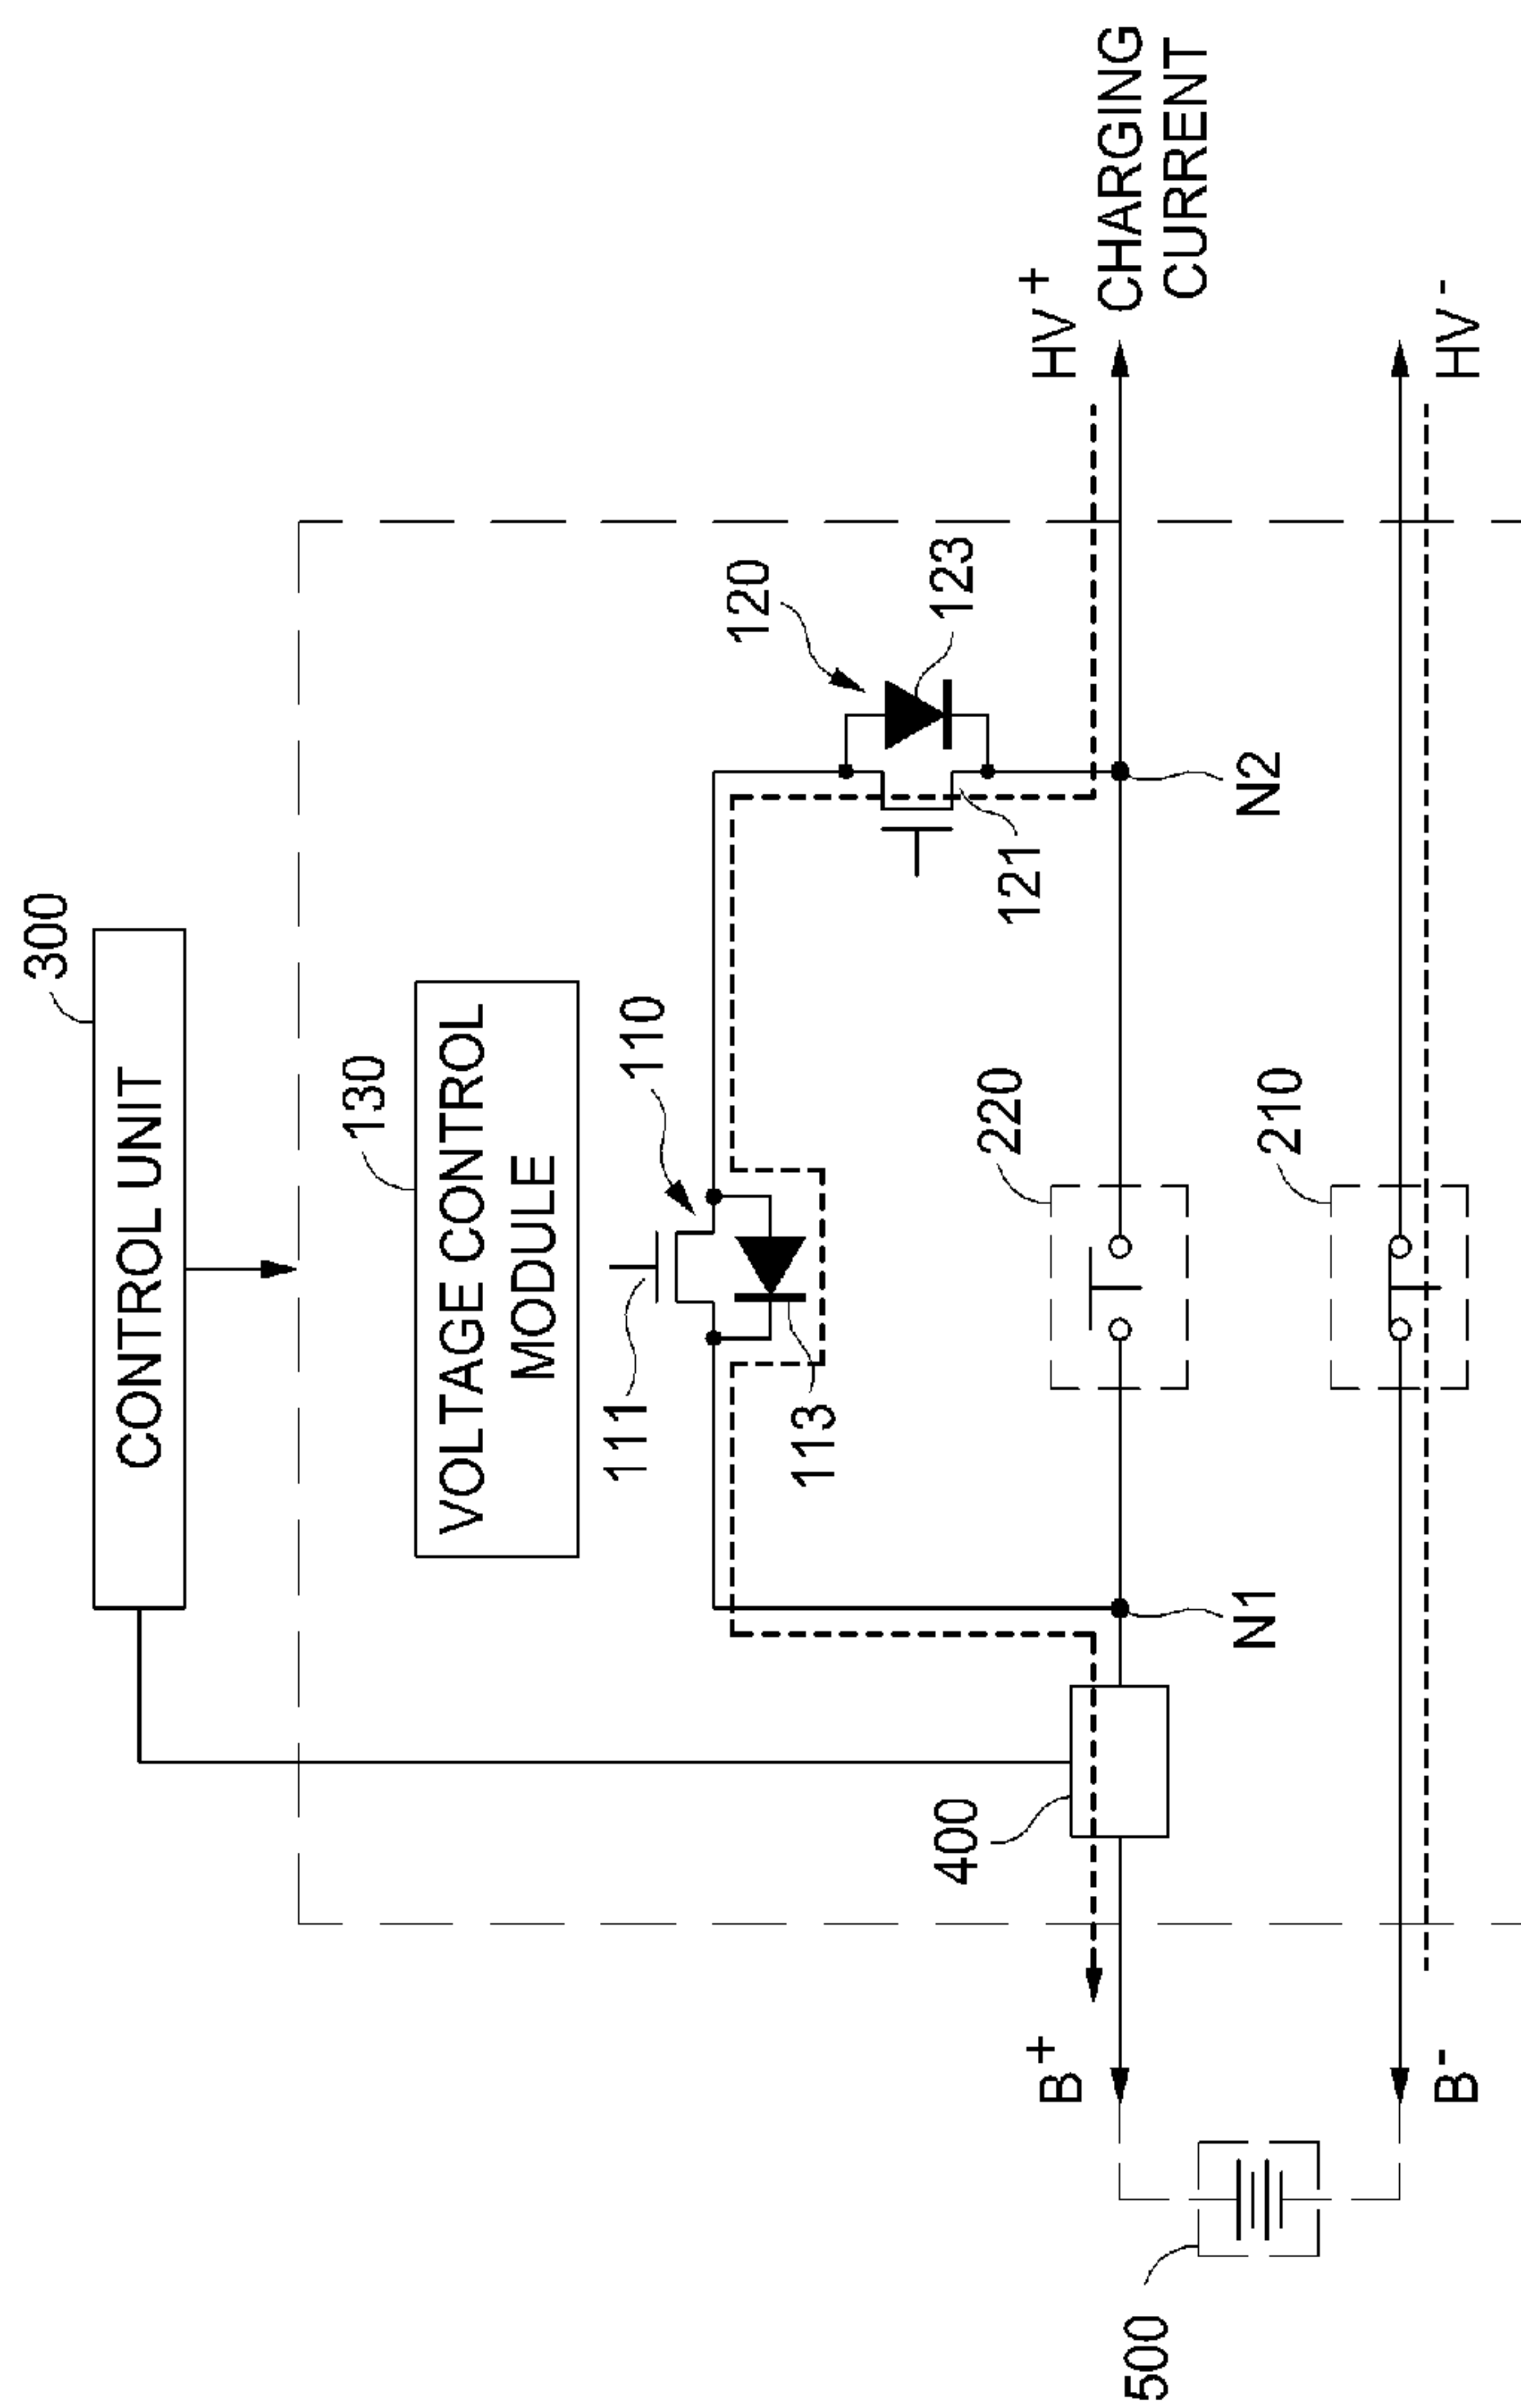 300
CONTROL UNIT
130
VOLTAGE CONTROL
MODULE
110
111
113
120
123
121
HV+
CHARGING
CURRENT
400
N1
220
N2
210
HV-
B+
B-
500